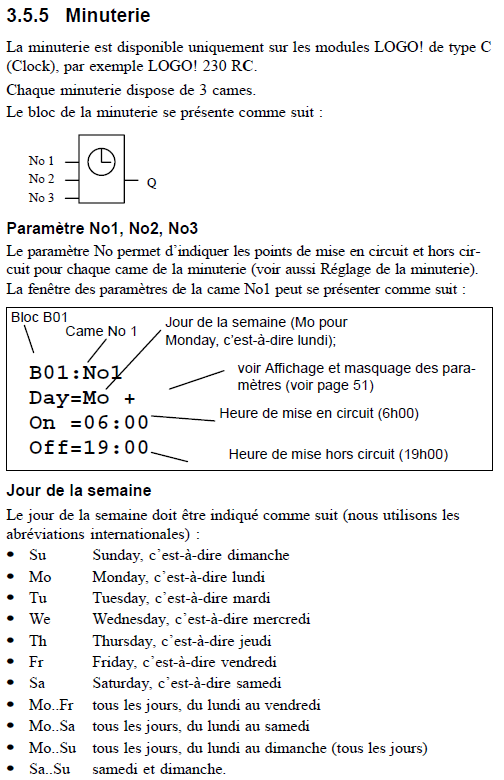 3.5.5 Minuterie
La minuterie est disponible uniquement sur les modules LOGO! de type C
(Clock), par exemple LOGO! 230 RC.
Chaque minuterie dispose de 3 cames.
Le bloc de la minuterie se présente comme suit :
No 1
No 2
No 3
Q
Paramètre No1, No2, No3
Le paramètre No permet d'indiquer les points de mise en circuit et hors cir-
cuit pour chaque came de la minuterie (voir aussi Réglage de la minuterie).
La fenêtre des paramètres de la came No1 peut se présenter comme suit :
Bloc B01
Came No 1
Jour de la semaine (Mo pour
Monday, c'est-à-dire lundi);
voir Affichage et masquage des para-
mètres (voir page 51)
Heure de mise en circuit (6h00)
Heure de mise hors circuit (19h00)
B01:No1
Day=Mo +
On =06:00
Off=19:00
Jour de la semaine
Le jour de la semaine doit être indiqué comme suit (nous utilisons les
abréviations internationales) :
• Su Sunday, c'est-à-dire dimanche
• Mo Monday, c'est-à-dire lundi
• Tu Tuesday, c'est-à-dire mardi
• We Wednesday, c'est-à-dire mercredi
• Th Thursday, c'est-à-dire jeudi
• Fr Friday, c'est-à-dire vendredi
• Sa Saturday, c'est-à-dire samedi
• Mo..Fr tous les jours, du lundi au vendredi
• Mo..Sa tous les jours, du lundi au samedi
• Mo..Su tous les jours, du lundi au dimanche (tous les jours)
• Sa..Su samedi et dimanche.